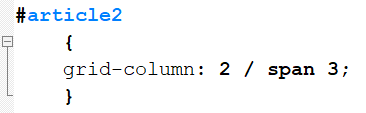 #article2
{
grid-column: 2 / span 3;
}